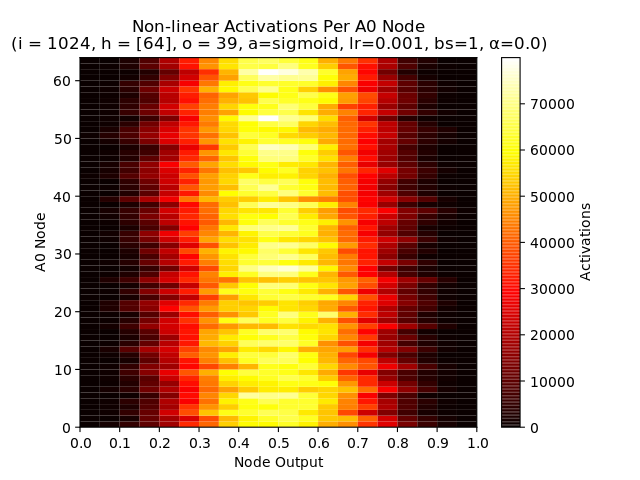 Non-linear Activations Per A0 Node
(i = 1024, h = [64], o = 39, a=sigmoid, lr=0.001, bs=1, α=0.0)
60
50
40
30
20
10
0
A0 Node
0.0 0.1 0.2 0.3 0.4 0.5 0.6 0.7 0.8 0.9 1.0
Node Output
70000
60000
50000
40000
30000
20000
10000
0
Activations